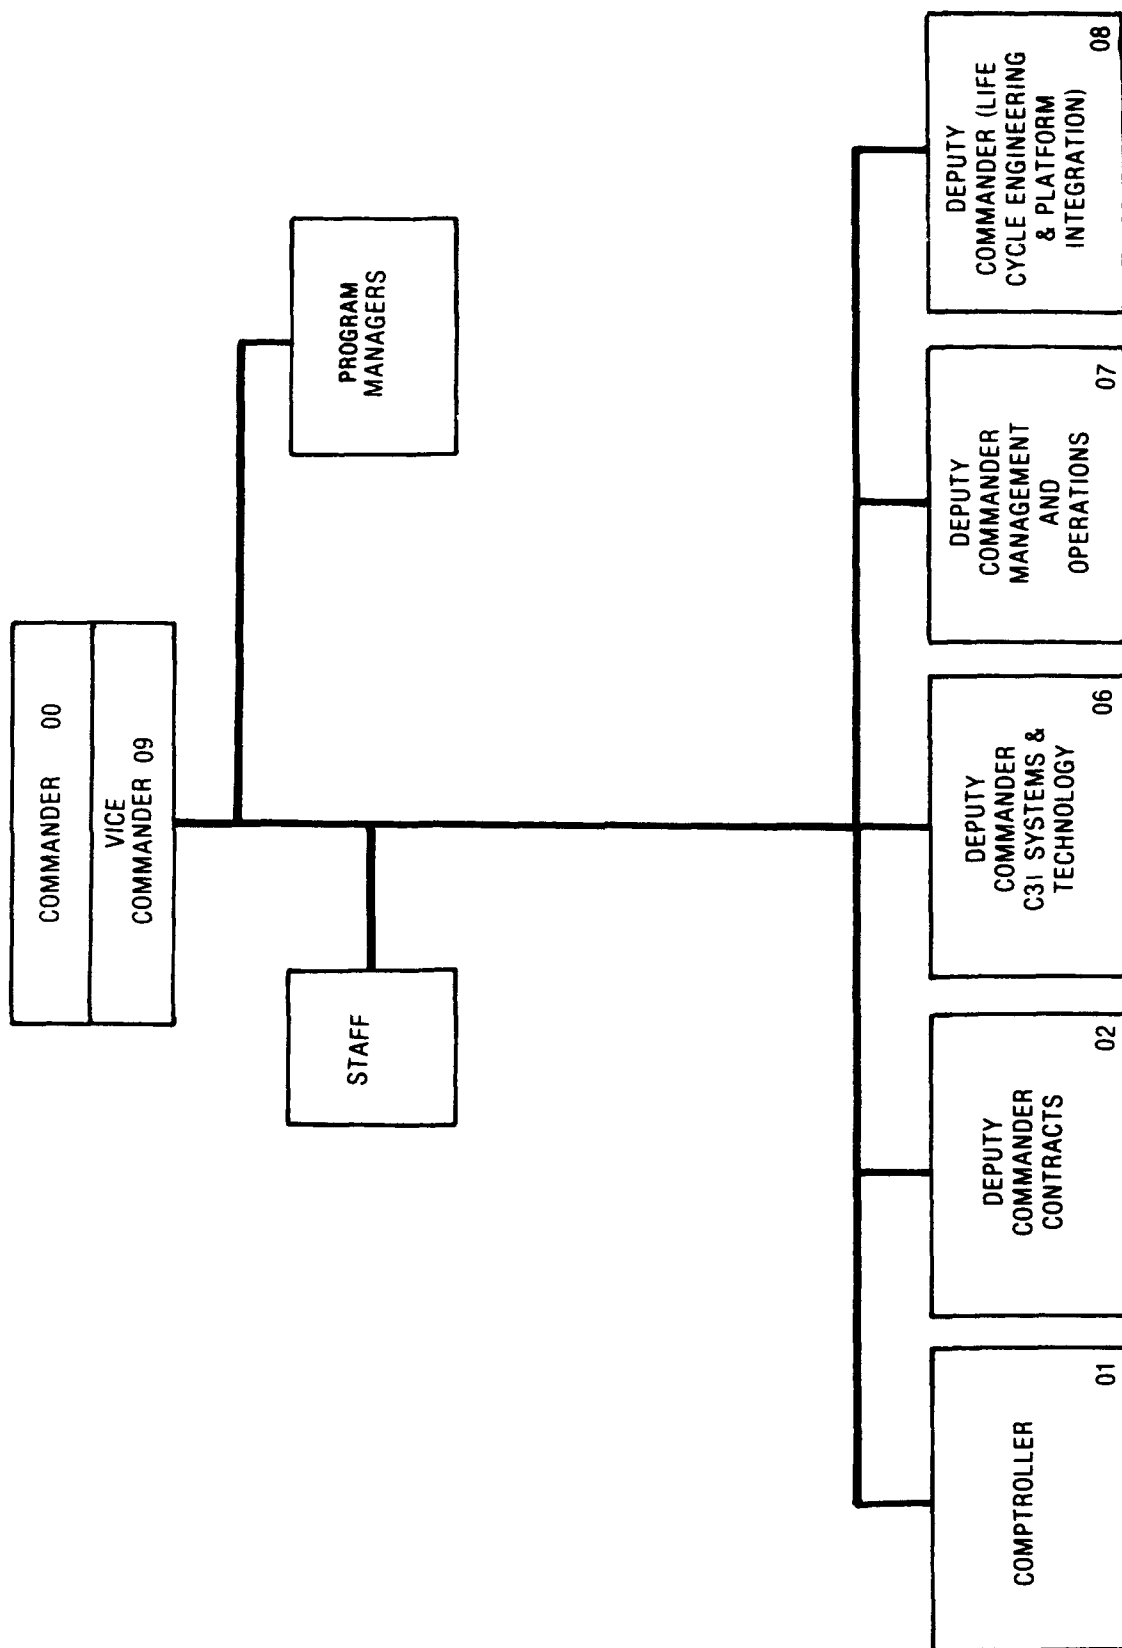 COMMANDER 00
VICE
COMMANDER 09
STAFF
PROGRAM
MANAGERS
COMPTROLLER
01
DEPUTY
COMMANDER
CONTRACTS
02
DEPUTY
COMMANDER
C3I SYSTEMS &
TECHNOLOGY
06
DEPUTY
COMMANDER
MANAGEMENT
AND
OPERATIONS
07
DEPUTY
COMMANDER (LIFE
CYCLE ENGINEERING
& PLATFORM
INTEGRATION)
08